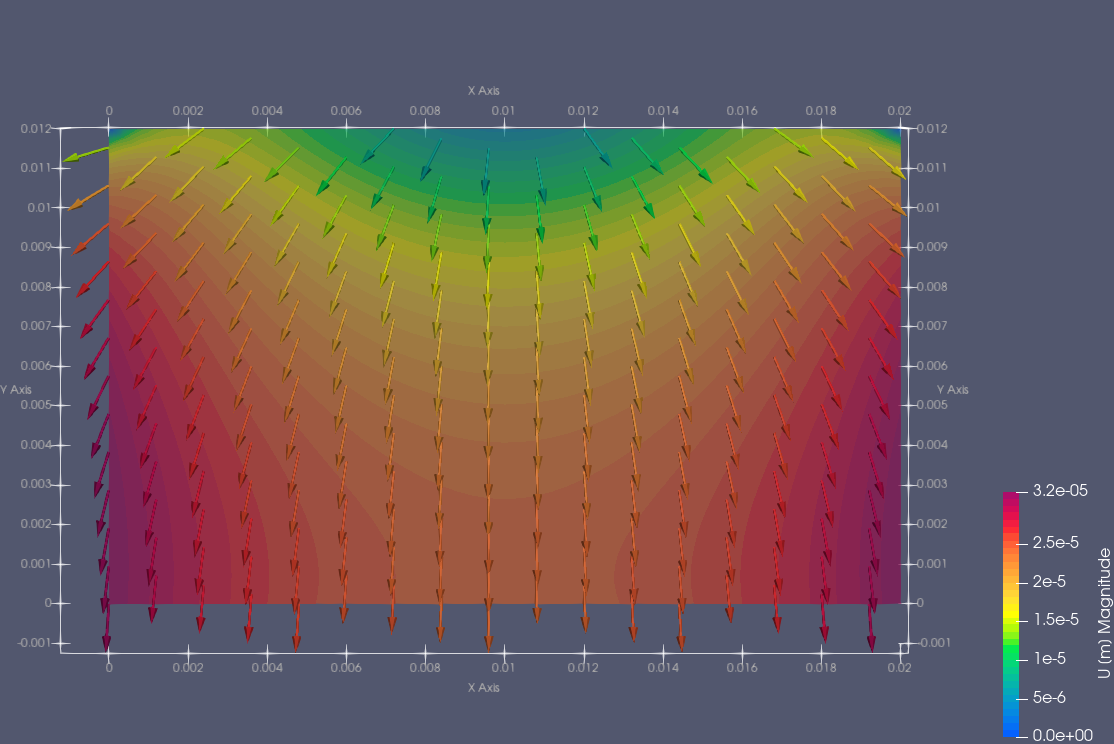 X Axis
0 0.002 0.004 0.006 0.008 0.01 0.012 0.014 0.016 0.018 0.02
0.012 0.012
0.011 0.011
0.01 0.01
0.009 0.009
0.008 0.008
0.007 0.007
0.006 0.006
Y Axis Y Axis
0.005 0.005
0.004 0.004
0.003 0.003
0.002 0.002
0.001 0.001
0 0
-0.001 -0.001
0 0.002 0.004 0.006 0.008 0.01 0.012 0.014 0.016 0.018 0.02
X Axis
3.2e-05
2.5e-5
2e-5
1.5e-5
1e-5
5e-6
0.0e+00
U (m) Magnitude